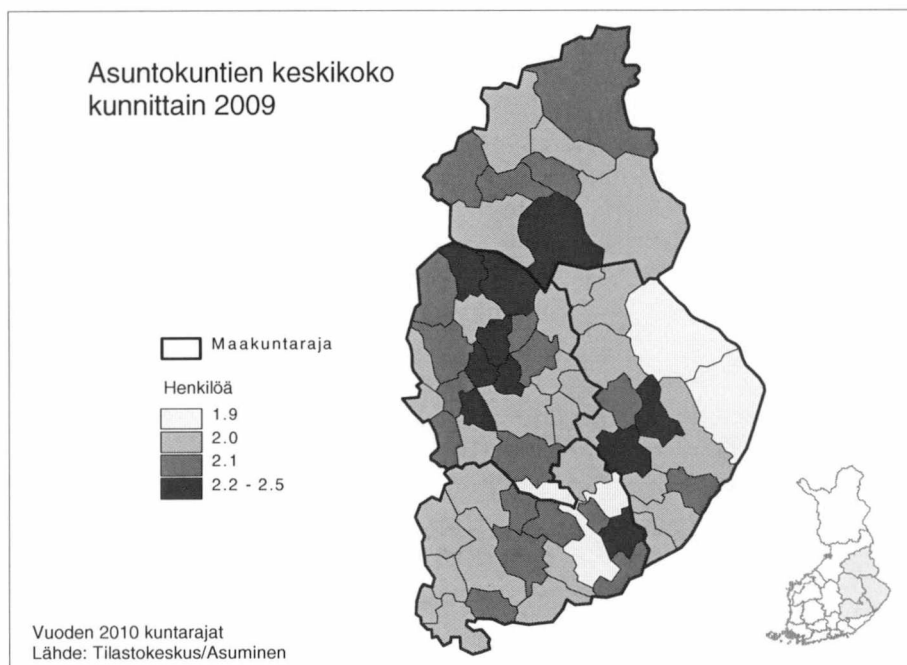 Asuntokuntien keskikoko
kunnittain 2009
Maakuntaraja
Henkilöä
1.9
2.0
2.1
2.2 - 2.5
Vuoden 2010 kuntarajat
Lähde: Tilastokeskus/Asuminen